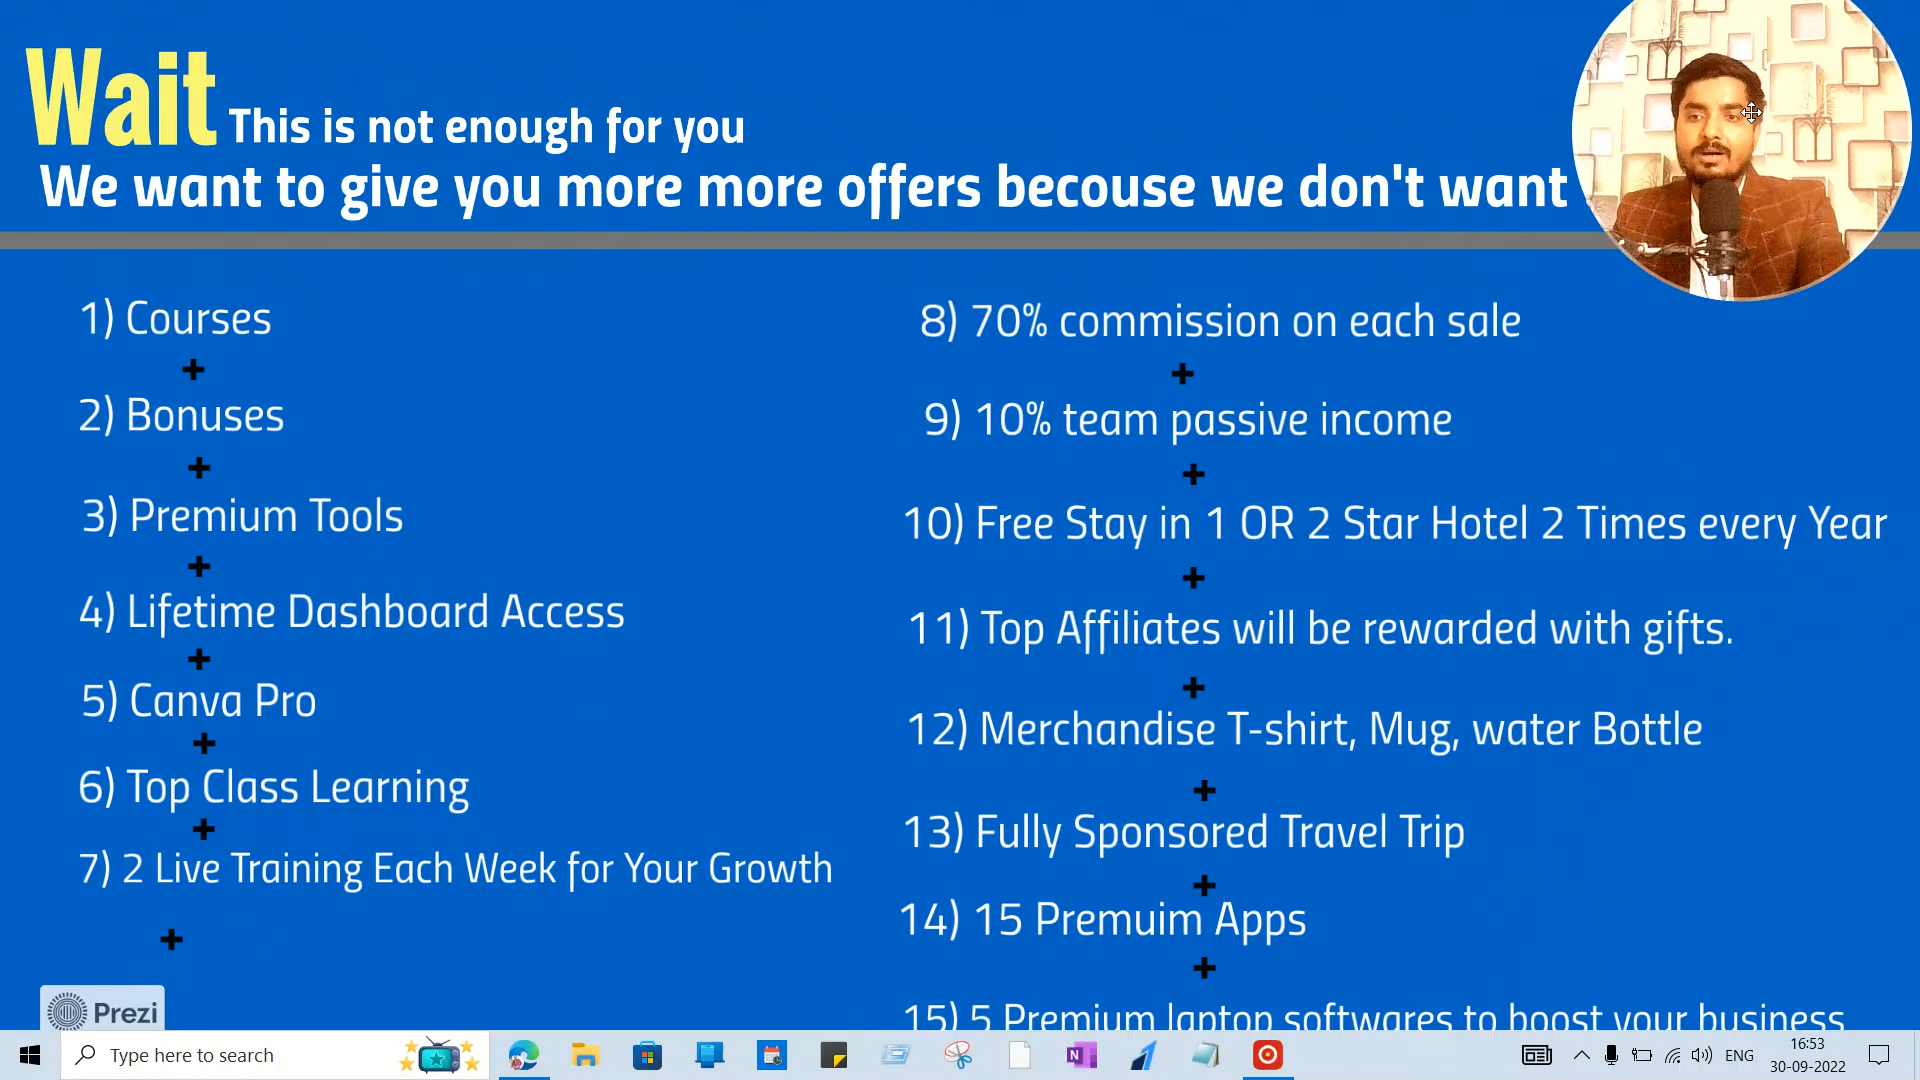 Wait This is not enough for you
We want to give you more more offers becouse we don't want
1) Courses
+
2) Bonuses
+
3) Premium Tools
+
4) Lifetime Dashboard Access
+
5) Canva Pro
+
6) Top Class Learning
+
7) 2 Live Training Each Week for Your Growth
+
8) 70% commission on each sale
+
9) 10% team passive income
+
10) Free Stay in 1 OR 2 Star Hotel 2 Times every Year
+
11) Top Affiliates will be rewarded with gifts.
+
12) Merchandise T-shirt, Mug, water Bottle
+
13) Fully Sponsored Travel Trip
+
14) 15 Premuim Apps
+
15) 5 Premium laptop softwares to boost your business
Prezi
Type here to search
N
ENG
16:53
30-09-2022